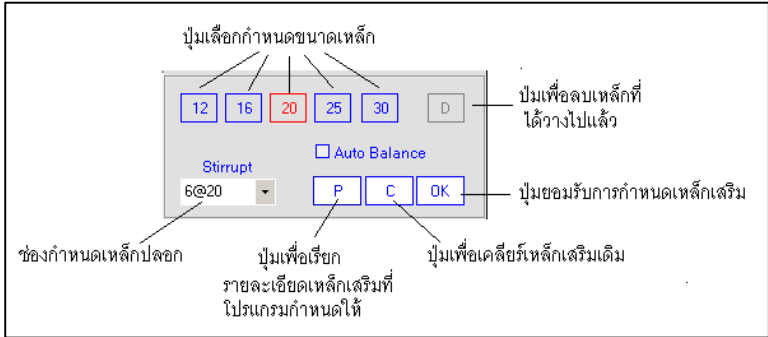 ปุ่มเลือกกำหนดขนาดเหล็ก
12 16 20 25 30 D
ป่มเพื่อลบเหล็กที่
ได้วางไปแล้ว
Auto Balance
Stirrupt
6@20 P C OK
ปุ่มยอมรับการกำหนดเหล็กเสริม
ช่องกำหนดเหล็กปลอก
ปุ่มเพื่อเรียก
รายละเอียดเหล็กเสริมที่
โปรแกรมกำหนดให้
ปุ่มเพื่อเคลียร์เหล็กเสริมเดิม